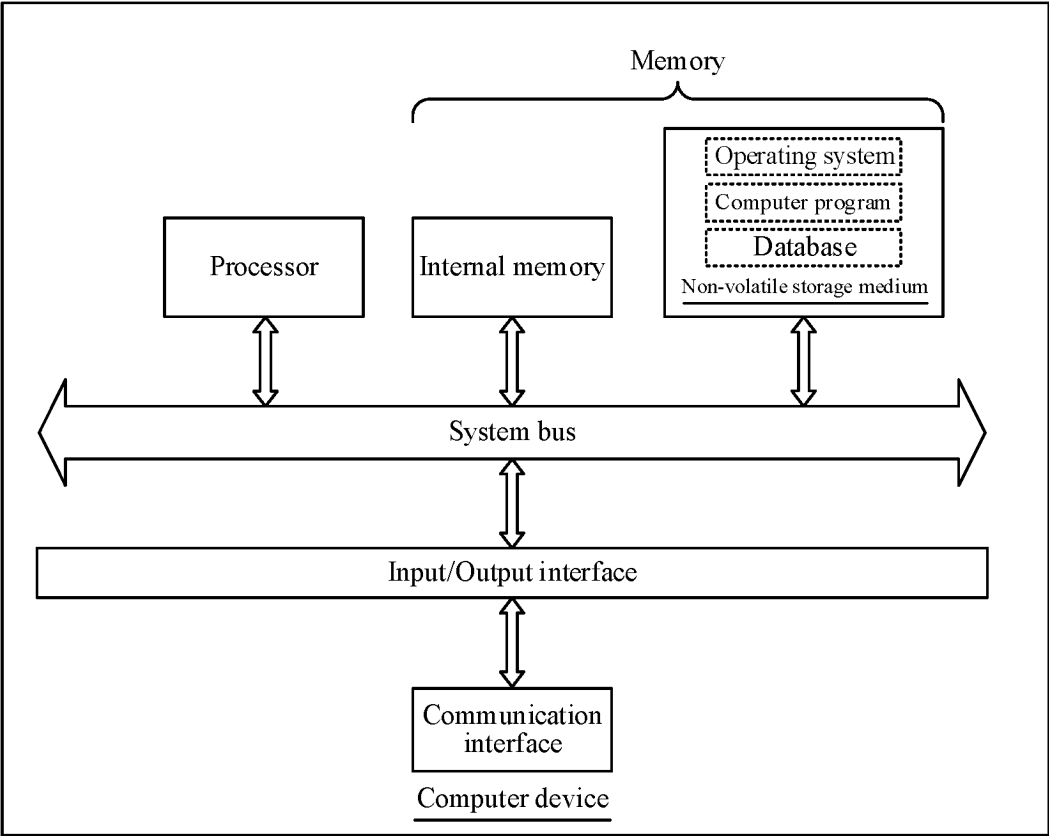 Memory
Operating system
Computer program
Database
Non-volatile storage medium
Processor
Internal memory
System bus
Input/Output interface
Communication
interface
Computer device